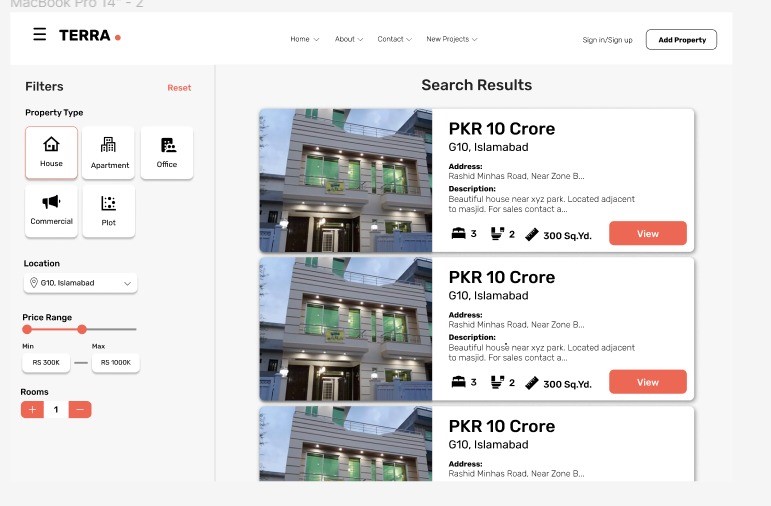 MacBook Pro 14" - 2
TERRA
Home About Contact New Projects
Sign in/Sign up Add Property
Filters
Reset
Property Type
House
Apartment
Office
Commercial
Plot
Location
G10, Islamabad
Price Range
Min Max
RS 300K RS 1000K
Rooms
+ 1 −
Search Results
PKR 10 Crore
G10, Islamabad
Address:
Rashid Minhas Road, Near Zone B...
Description:
Beautiful house near xyz park. Located adjacent
to masjid. For sales contact a...
3 2 300 Sq.Yd. View
PKR 10 Crore
G10, Islamabad
Address:
Rashid Minhas Road, Near Zone B...
Description:
Beautiful house near xyz park. Located adjacent
to masjid. For sales contact a...
3 2 300 Sq.Yd. View
PKR 10 Crore
G10, Islamabad
Address:
Rashid Minhas Road, Near Zone B...